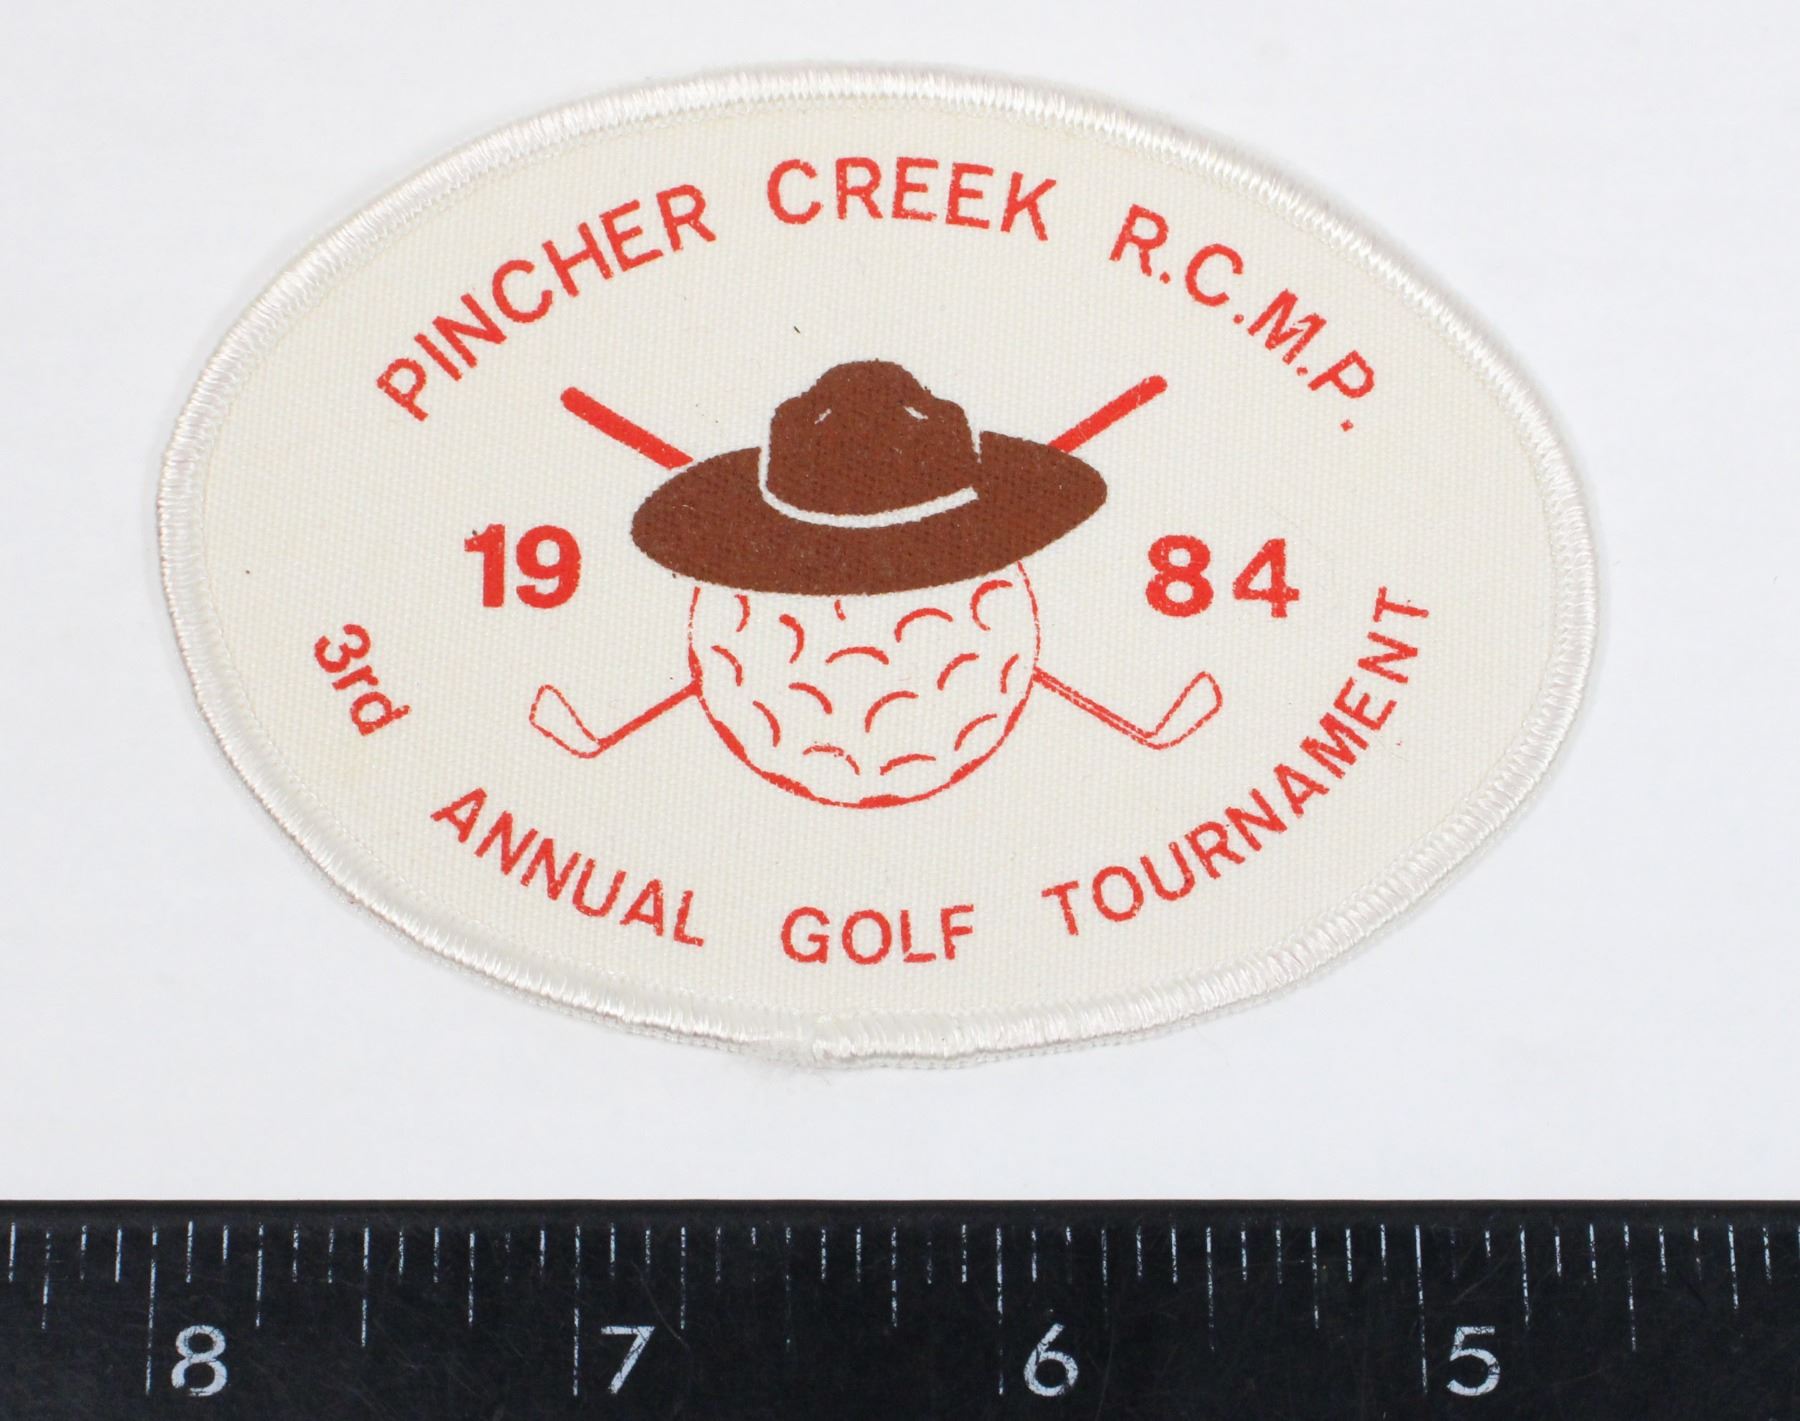 PINCHER CREEK R.C.M.P.
19 84
3rd ANNUAL GOLF TOURNAMENT
8 7 6 5